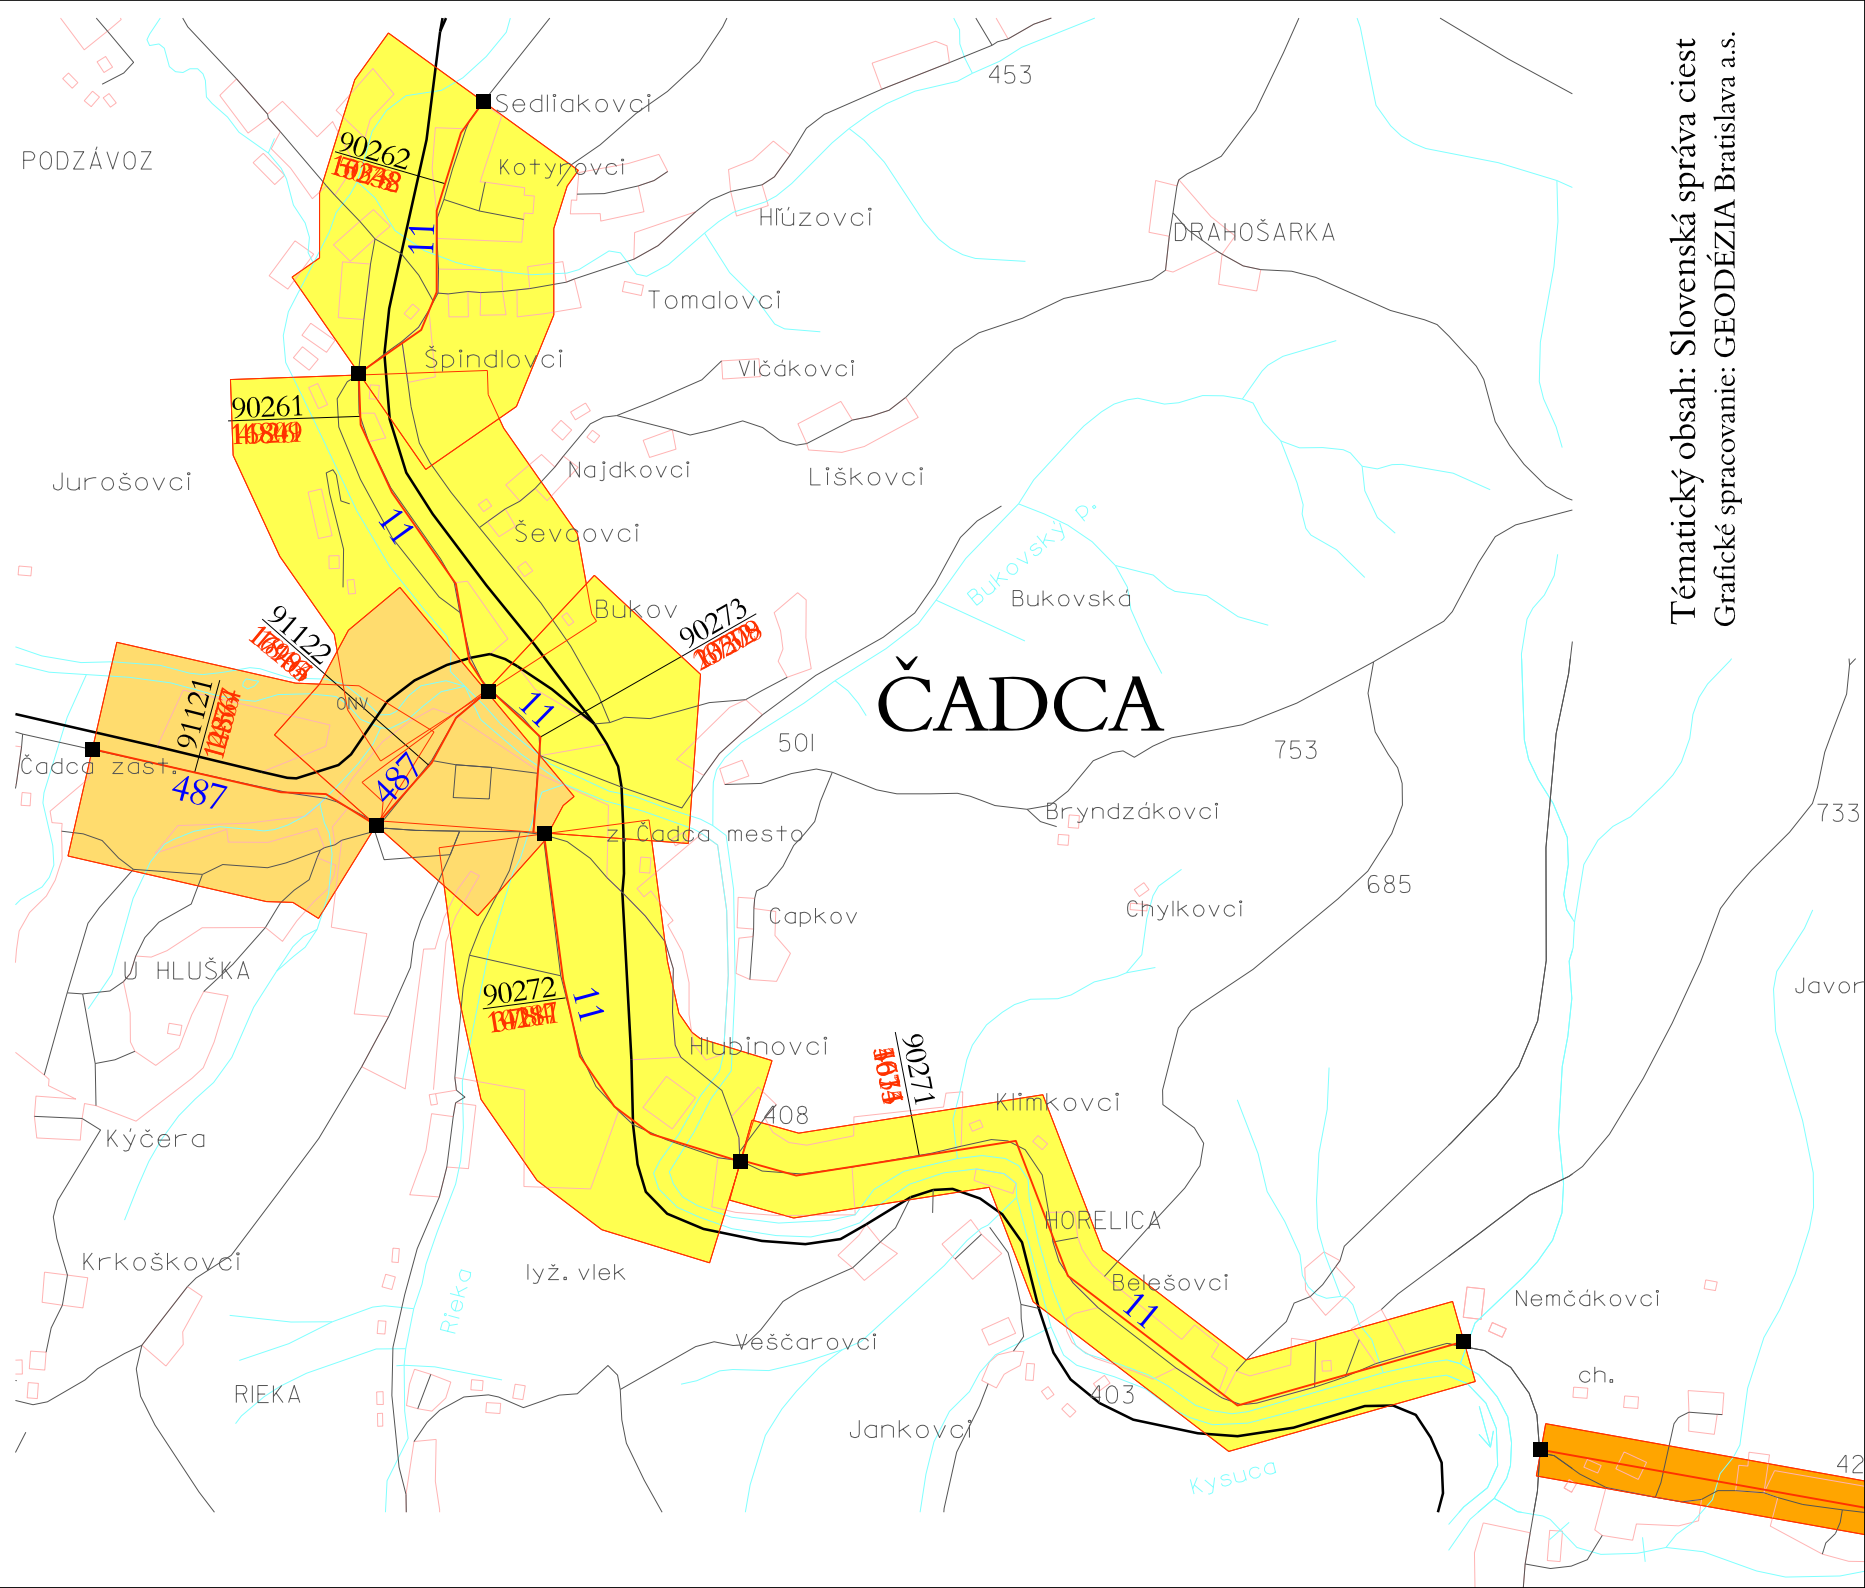 453
Sedliakovci
PODZÁVOZ
90262
Kotyrovci
11
Hľúzovci
DRAHOŠARKA
Tomalovci
Špindlovci
Vlčákovci
90261
Jurošovci
Najdkovci
Liškovci
11
Ševcovci
Bukovský p.
Bukovská
Bukov
90273
91122
ČADCA
ONV
11
91121
501
753
Čadca zast.
487
487
Bryndzákovci
733
z. Čadca mesto
685
Capkov
Chylkovci
U HLUŠKA
90272
11
Javor
Hlubinovci
90271
408
Klimkovci
Kýčera
HORELICA
Krkoškovci
lyž. vlek
Belešovci
11
Rieka
Nemčákovci
Veščarovci
ch.
RIEKA
403
Jankovci
42
Kysuca
Tématický obsah: Slovenská správa ciest
Grafické spracovanie: GEODÉZIA Bratislava a.s.